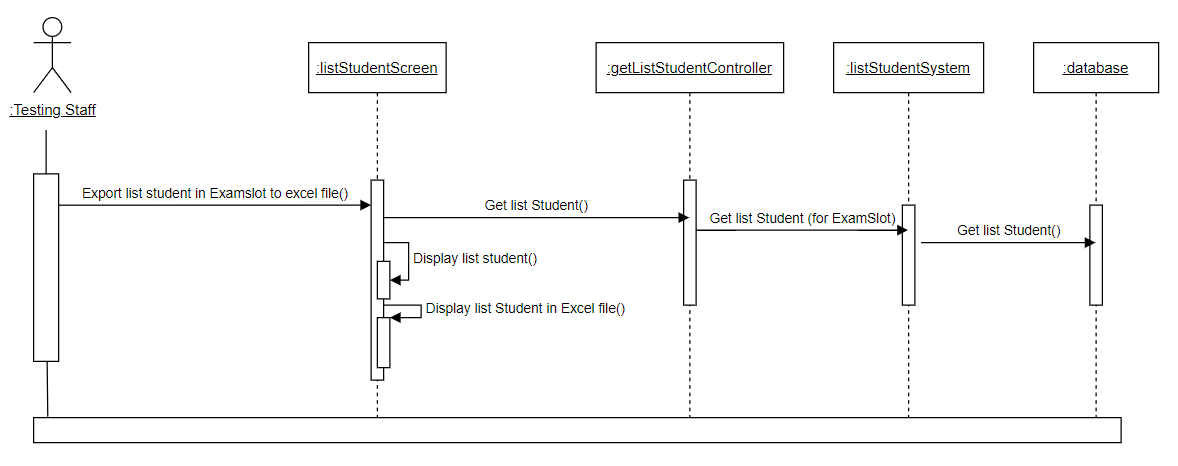 :Testing Staff
:listStudentScreen
:getListStudentController
:listStudentSystem
:database
Export list student in Examslot to excel file()
Get list Student()
Get list Student (for ExamSlot)
Get list Student()
Display list student()
Display list Student in Excel file()